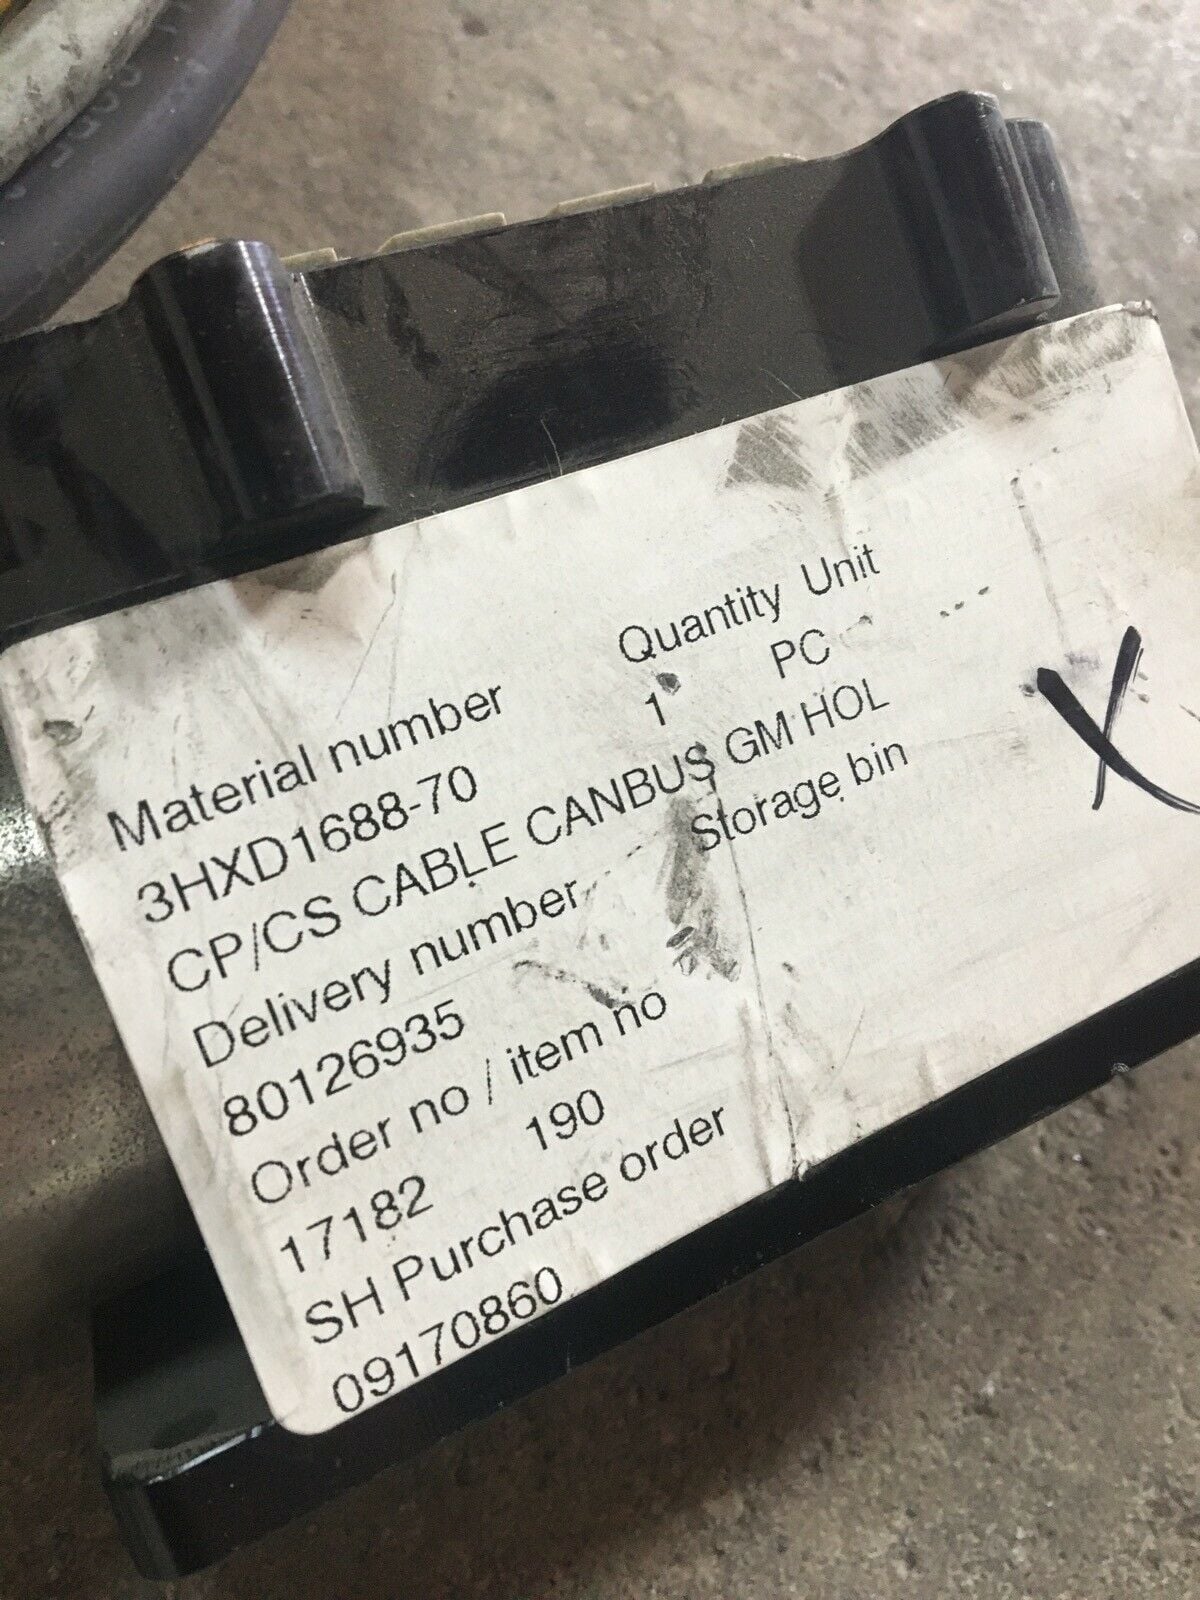 Material number Quantity Unit
3HXD1688-70 1 PC
CP/CS CABLE CANBUS GM HOL
Delivery number Storage bin
80126935
Order no / item no
17182 190
SH Purchase order
09170860
X